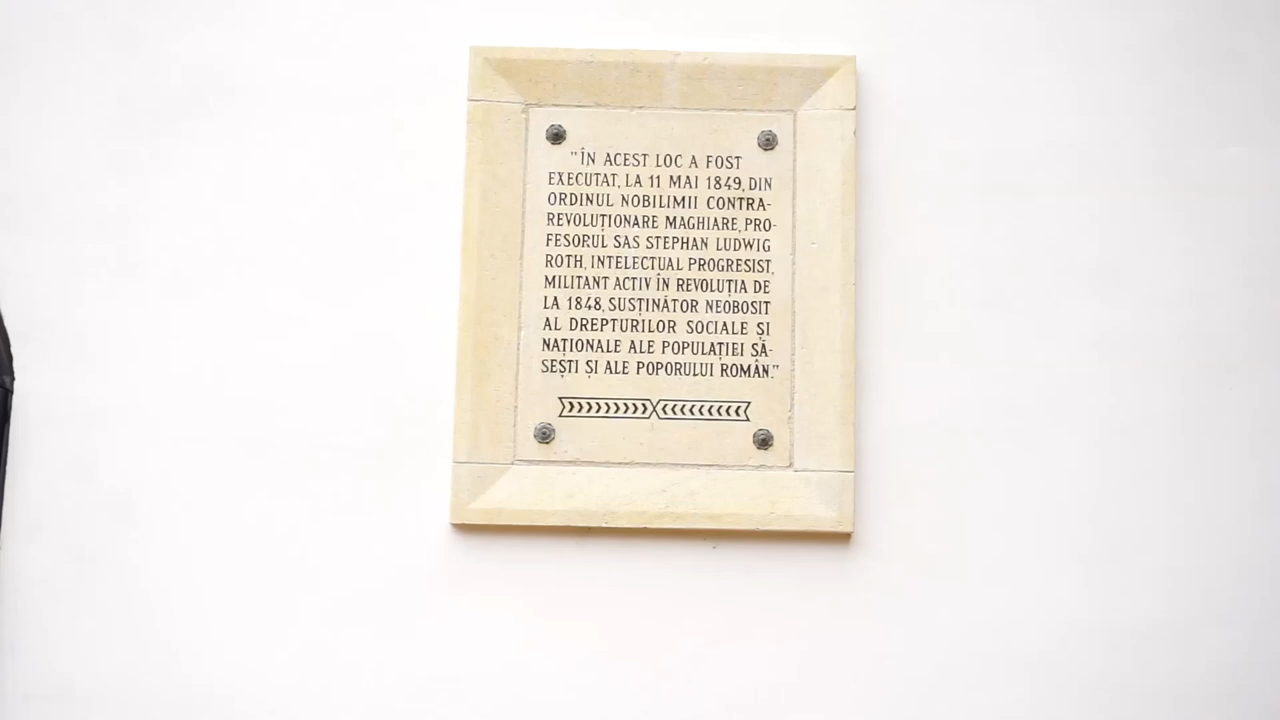 "ÎN ACEST LOC A FOST
EXECUTAT, LA 11 MAI 1849, DIN
ORDINUL NOBILIMII CONTRA-
REVOLUȚIONARE MAGHIARE, PRO-
FESORUL SAS STEPHAN LUDWIG
ROTH, INTELECTUAL PROGRESIST,
MILITANT ACTIV ÎN REVOLUȚIA DE
LA 1848, SUSȚINĂTOR NEOBOSIT
AL DREPTURILOR SOCIALE ȘI
NAȚIONALE ALE POPULAȚIEI SĂ-
SEȘTI ȘI ALE POPORULUI ROMÂN."